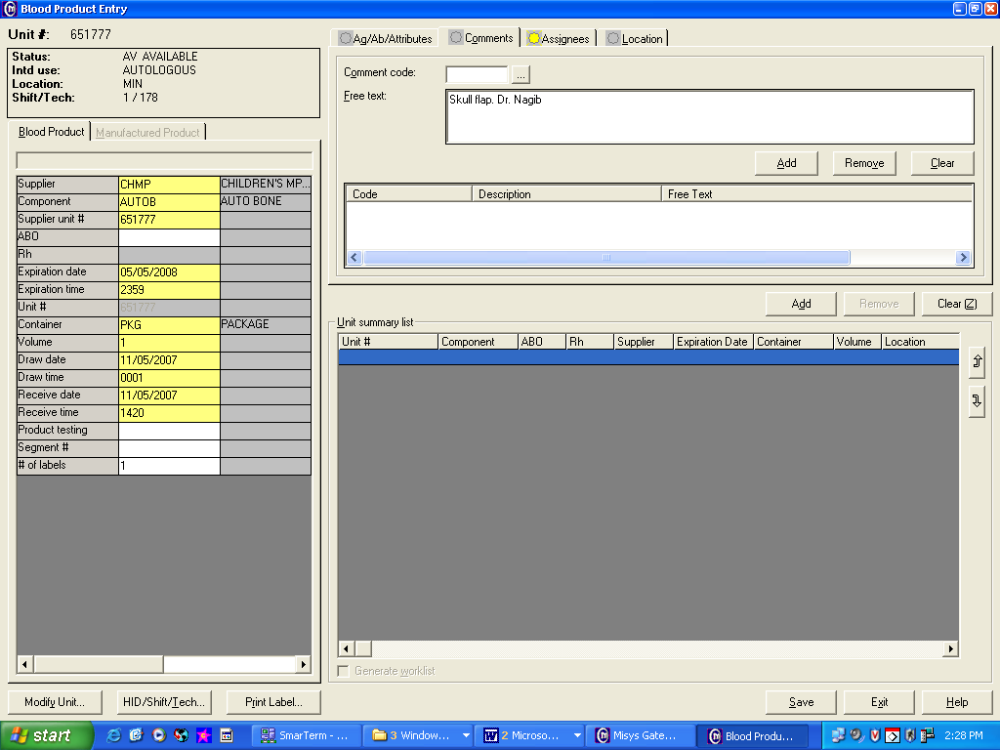 Blood Product Entry
Unit #: 651777
Status: AV AVAILABLE
Intd use: AUTOLOGOUS
Location: MIN
Shift/Tech: 1 / 178
Blood Product Manufactured Product
Supplier CHMP CHILDREN'S MP...
Component AUTOB AUTO BONE
Supplier unit # 651777
ABO
Rh
Expiration date 05/05/2008
Expiration time 2359
Unit # 651777
Container PKG PACKAGE
Volume 1
Draw date 11/05/2007
Draw time 0001
Receive date 11/05/2007
Receive time 1420
Product testing
Segment #
# of labels 1
Modify Unit... HID/Shift/Tech... Print Label...
Ag/Ab/Attributes Comments Assignees Location
Comment code: ...
Free text: Skull flap. Dr. Nagib
Add Remove Clear
Code Description Free Text
Add Remove Clear (Z)
Unit summary list
Unit # Component ABO Rh Supplier Expiration Date Container Volume Location
Generate worklist
Save Exit Help
start SmarTerm - ... 3 Window... 2 Microso... Misys Gate... Blood Produ... 2:28 PM